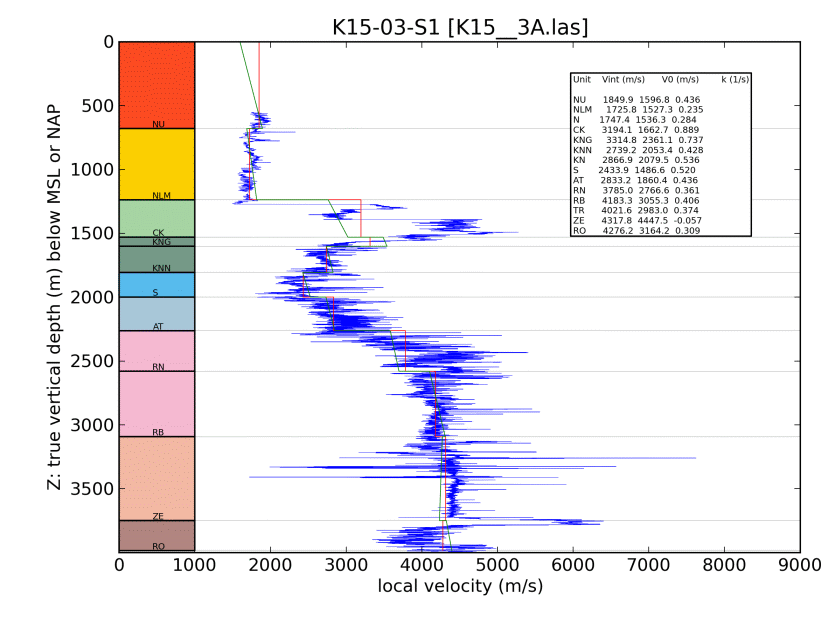 K15-03-S1 [K15__3A.las]
Z: true vertical depth (m) below MSL or NAP
0
500
1000
1500
2000
2500
3000
3500
NU
NLM
CK
KNG
KNN
S
AT
RN
RB
ZE
RO
Unit Vint (m/s) V0 (m/s) k (1/s)
NU 1849.9 1596.8 0.436
NLM 1725.8 1527.3 0.235
N 1747.4 1536.3 0.284
CK 3194.1 1662.7 0.889
KNG 3314.8 2361.1 0.737
KNN 2739.2 2053.4 0.428
KN 2866.9 2079.5 0.536
S 2433.9 1486.6 0.520
AT 2833.2 1860.4 0.436
RN 3785.0 2766.6 0.361
RB 4183.3 3055.3 0.406
TR 4021.6 2983.0 0.374
ZE 4317.8 4447.5 -0.057
RO 4276.2 3164.2 0.309
0 1000 2000 3000 4000 5000 6000 7000 8000 9000
local velocity (m/s)